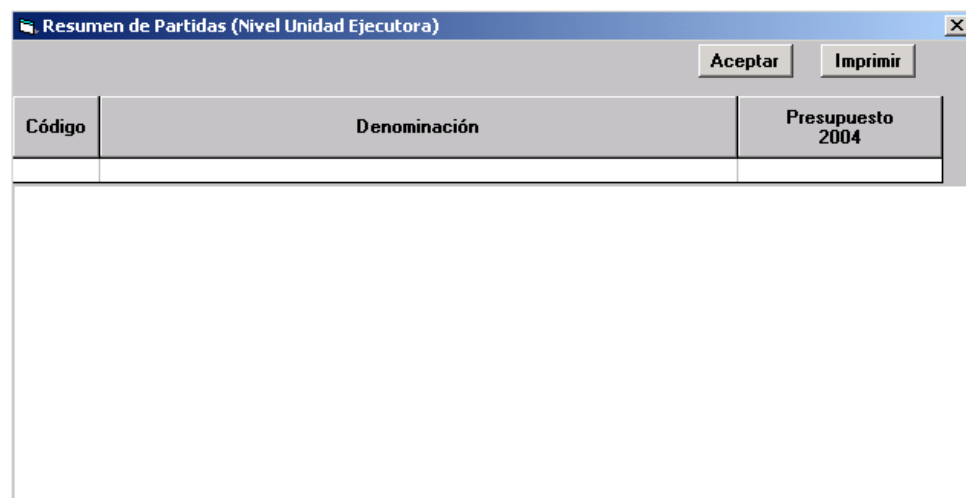 Resumen de Partidas (Nivel Unidad Ejecutora)
Aceptar Imprimir
Código Denominación Presupuesto
2004